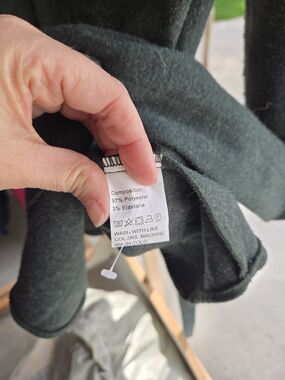 Composition:
97% Polyester
3% Elastane
WASH WITH LIKE
COLORS. MACHINE
WASH COLD